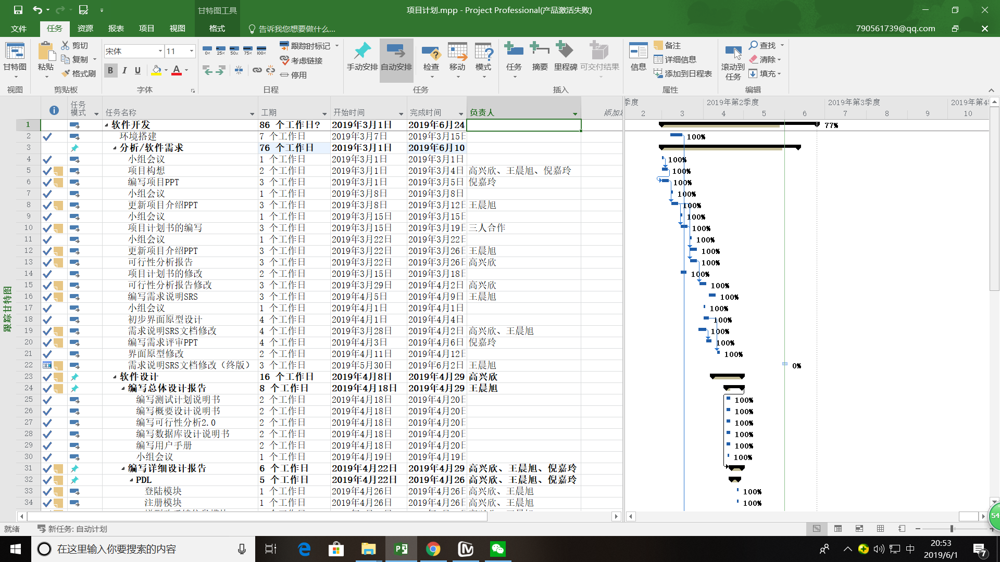 甘特图工具
项目计划.mpp - Project Professional(产品激活失败)
文件 任务 资源 报表 项目 视图 格式 告诉我您想要做什么... 790561739@qq.com
甘特图 粘贴 剪切 复制 格式刷 宋体 11 B I U A
0% 25% 50% 75% 100% 跟踪时标记 考虑链接 停用
手动安排 自动安排 检查 移动 模式 任务 摘要 里程碑 可交付结果
信息 备注 详细信息 添加到日程表 滚动到任务 查找 清除 填充
视图 剪贴板 字体 日程 任务 插入 属性 编辑
任务模式 任务名称 工期 开始时间 完成时间 负责人
季度 2019年第2季度 2019年第3季度
2 3 4 5 6 7 8 9 10
1 软件开发 86 个工作日? 2019年3月1日 2019年6月24 77%
2 环境搭建 7 个工作日 2019年3月7日 2019年3月15日 100%
3 分析/软件需求 76 个工作日 2019年3月1日 2019年6月10
4 小组会议 1 个工作日 2019年3月1日 2019年3月1日 100%
5 项目构想 2 个工作日 2019年3月1日 2019年3月4日 高兴欣、王晨旭、倪嘉玲 100%
6 编写项目PPT 3 个工作日 2019年3月1日 2019年3月5日 倪嘉玲 100%
7 小组会议 1 个工作日 2019年3月8日 2019年3月8日 100%
8 更新项目介绍PPT 3 个工作日 2019年3月8日 2019年3月12日 王晨旭 100%
9 小组会议 1 个工作日 2019年3月15日 2019年3月15日 100%
10 项目计划书的编写 3 个工作日 2019年3月15日 2019年3月19日 三人合作 100%
11 小组会议 1 个工作日 2019年3月22日 2019年3月22日 100%
12 更新项目介绍PPT 3 个工作日 2019年3月22日 2019年3月26日 王晨旭 100%
13 可行性分析报告 3 个工作日 2019年3月22日 2019年3月26日 高兴欣 100%
14 项目计划书的修改 2 个工作日 2019年3月15日 2019年3月18日 100%
15 可行性分析报告修改 3 个工作日 2019年3月29日 2019年4月2日 高兴欣 100%
16 编写需求说明SRS 3 个工作日 2019年4月5日 2019年4月9日 王晨旭 100%
17 小组会议 1 个工作日 2019年4月1日 2019年4月1日 100%
18 初步界面原型设计 4 个工作日 2019年4月1日 2019年4月4日 100%
19 需求说明SRS文档修改 4 个工作日 2019年3月28日 2019年4月2日 高兴欣、王晨旭 100%
20 编写需求评审PPT 4 个工作日 2019年4月3日 2019年4月6日 倪嘉玲 100%
21 界面原型修改 2 个工作日 2019年4月11日 2019年4月12日 100%
22 需求说明SRS文档修改（终版） 3 个工作日 2019年5月30日 2019年6月2日 王晨旭 0%
23 软件设计 16 个工作日 2019年4月8日 2019年4月29 高兴欣
24 编写总体设计报告 8 个工作日 2019年4月18日 2019年4月29 王晨旭
25 编写测试计划说明书 2 个工作日 2019年4月18日 2019年4月20日 100%
26 编写概要设计说明书 2 个工作日 2019年4月18日 2019年4月20日 100%
27 编写可行性分析2.0 2 个工作日 2019年4月18日 2019年4月20日 100%
28 编写数据库设计说明书 2 个工作日 2019年4月18日 2019年4月20日 100%
29 编写用户手册 2 个工作日 2019年4月18日 2019年4月20日 100%
30 小组会议 1 个工作日 2019年4月19日 2019年4月19日 100%
31 编写详细设计报告 6 个工作日 2019年4月22日 2019年4月29 高兴欣、王晨旭、倪嘉玲
32 PDL 5 个工作日 2019年4月22日 2019年4月26 高兴欣、王晨旭、倪嘉玲
33 登陆模块 1 个工作日 2019年4月26日 2019年4月26日 高兴欣、王晨旭 100%
34 注册模块 1 个工作日 2019年4月26日 2019年4月26日 高兴欣、王晨旭 100%
跟踪甘特图
54
就绪 新任务: 自动计划
在这里输入你要搜索的内容
中 20:53
2019/6/1
7